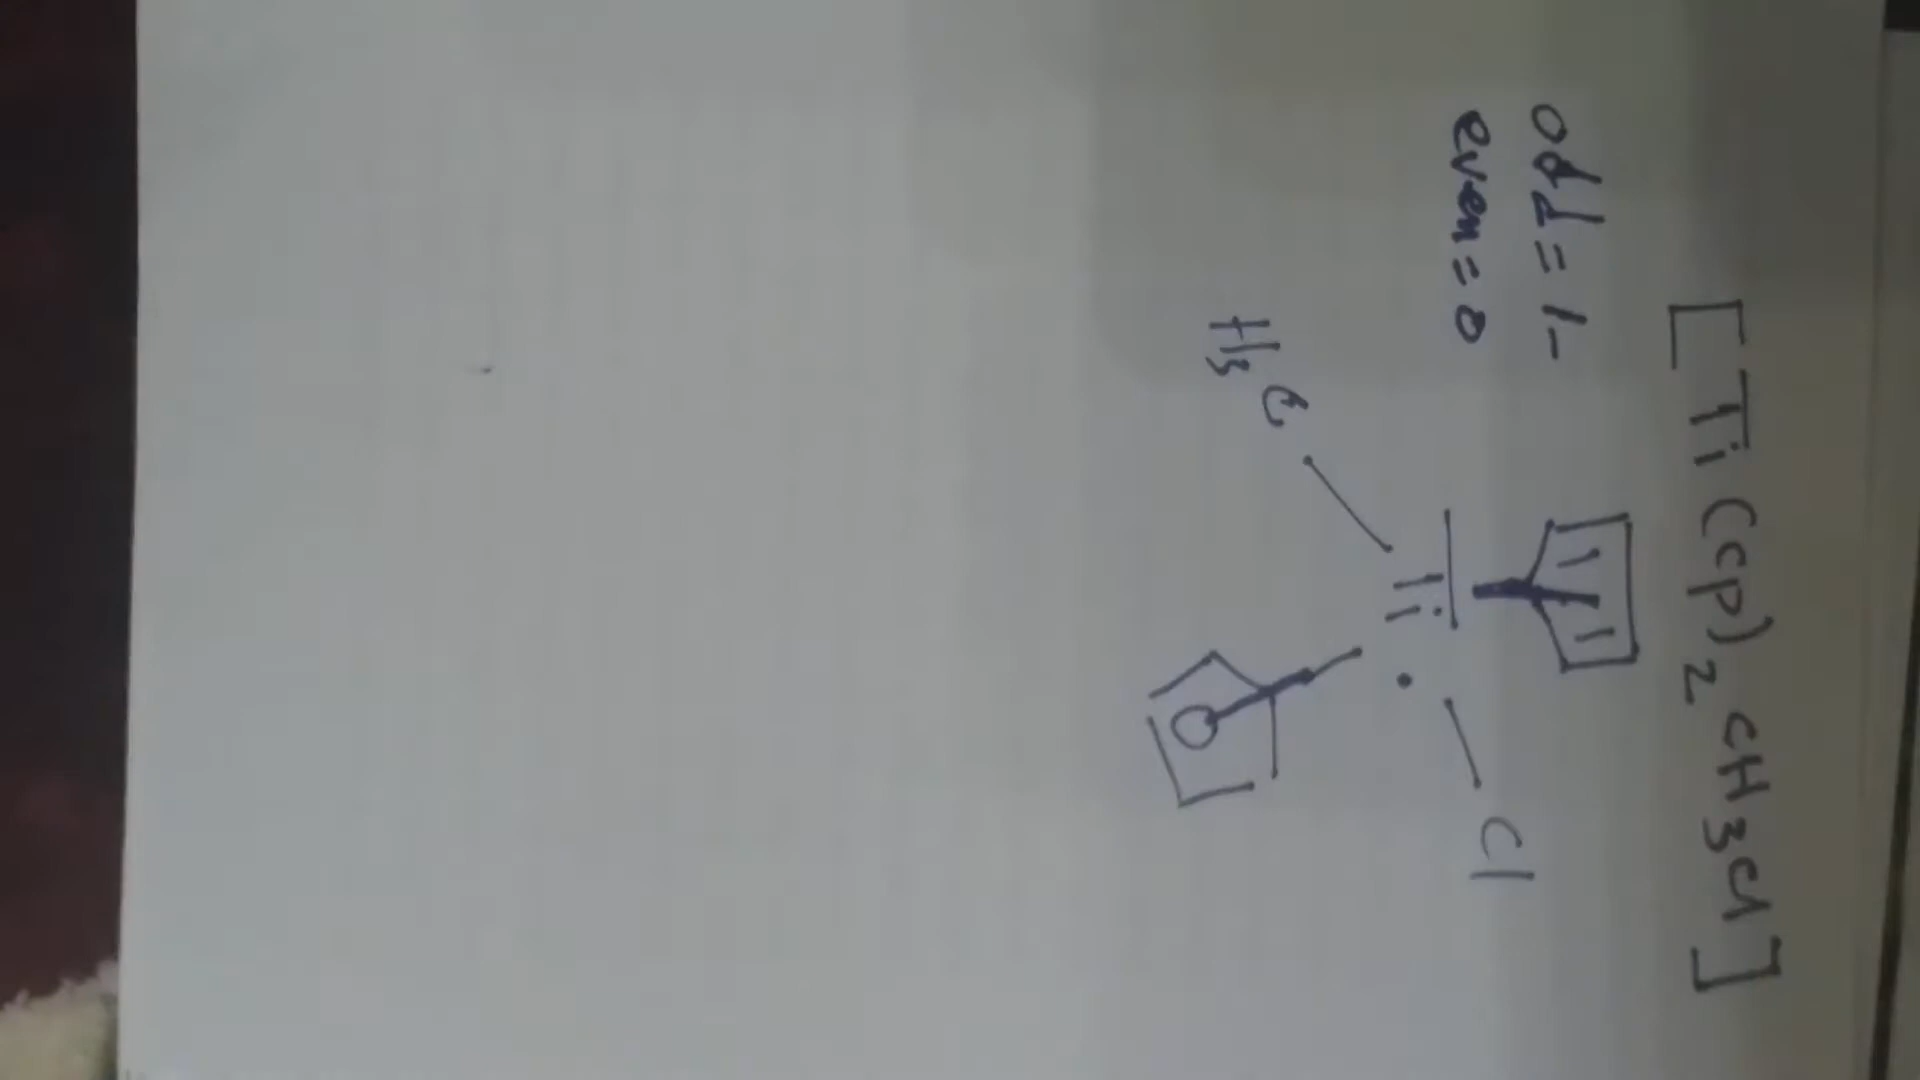 [Ti(cp)2CH3Cl]
odd = 1-
even = 0
Cl
Ti
H3C